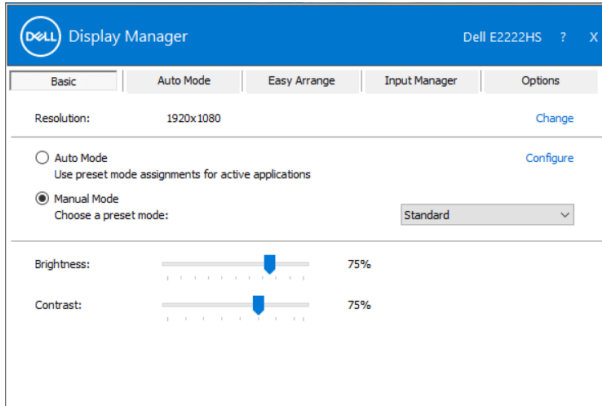 DELL Display Manager Dell E2222HS ? X
Basic Auto Mode Easy Arrange Input Manager Options
Resolution: 1920x1080 Change
Auto Mode Configure
Use preset mode assignments for active applications
Manual Mode
Choose a preset mode: Standard
Brightness: 75%
Contrast: 75%